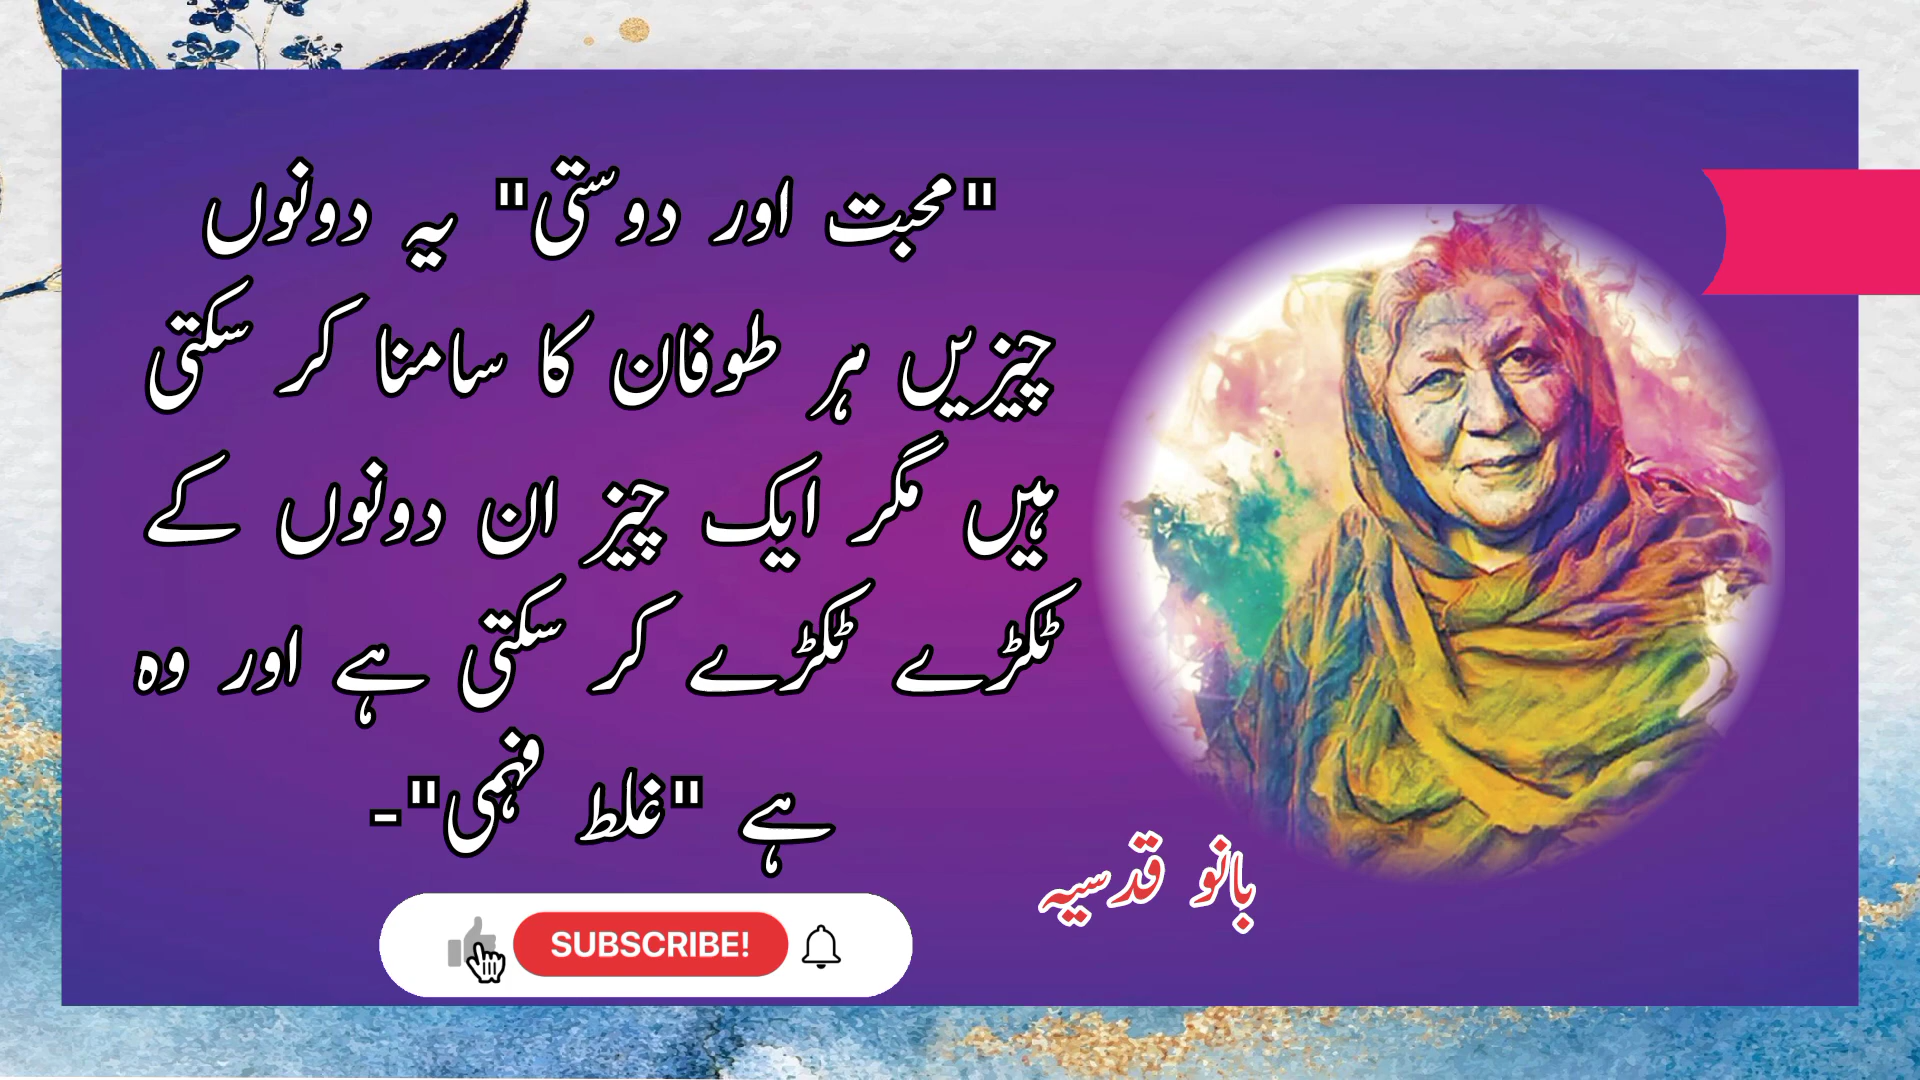 "محبت اور دوستی" یہ دونوں
چیزیں ہر طوفان کا سامنا کر سکتی
ہیں مگر ایک چیز ان دونوں کے
ٹکڑے ٹکڑے کر سکتی ہے اور وہ
ہے "غلط فہمی"-
بانو قدسیہ
SUBSCRIBE!